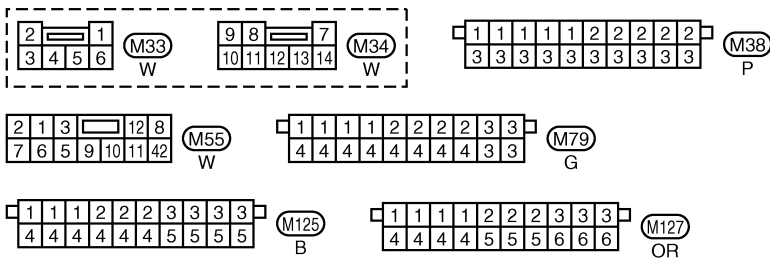 2 1
3 4 5 6
M33
W
9 8 7
10 11 12 13 14
M34
W
1 1 1 1 1 2 2 2 2 2
3 3 3 3 3 3 3 3 3 3
M38
P
2 1 3 12 8
7 6 5 9 10 11 42
M55
W
1 1 1 1 2 2 2 2 3 3
4 4 4 4 4 4 4 4 3 3
M79
G
1 1 1 2 2 2 3 3 3 3
4 4 4 4 4 4 5 5 5 5
M125
B
1 1 1 1 2 2 2 3 3 3
4 4 4 4 5 5 5 6 6 6
M127
OR